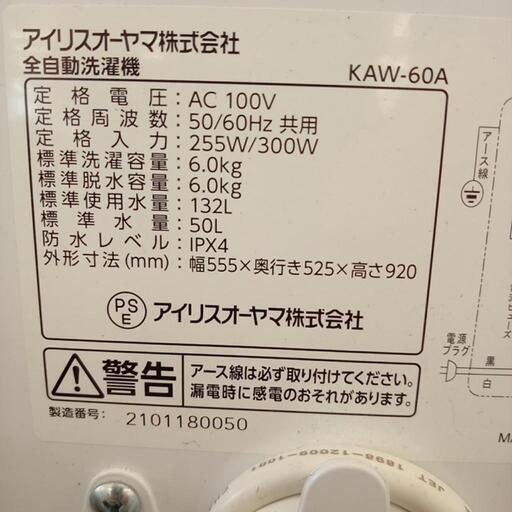 アイリスオーヤマ株式会社
全自動洗濯機 KAW-60A
定格電圧:AC 100V
定格周波数:50/60Hz 共用
定格入力:255W/300W
標準洗濯容量:6.0kg
標準脱水容量:6.0kg
標準使用水量:132L
標準水量:50L
防水レベル:IPX4
外形寸法(mm):幅555×奥行き525×高さ920
PSE アイリスオーヤマ株式会社
警告
アース線は必ず取り付けてください。
漏電時に感電のおそれがあります。
製造番号: 2101180050
アース線
電源
プラグ
黒
白